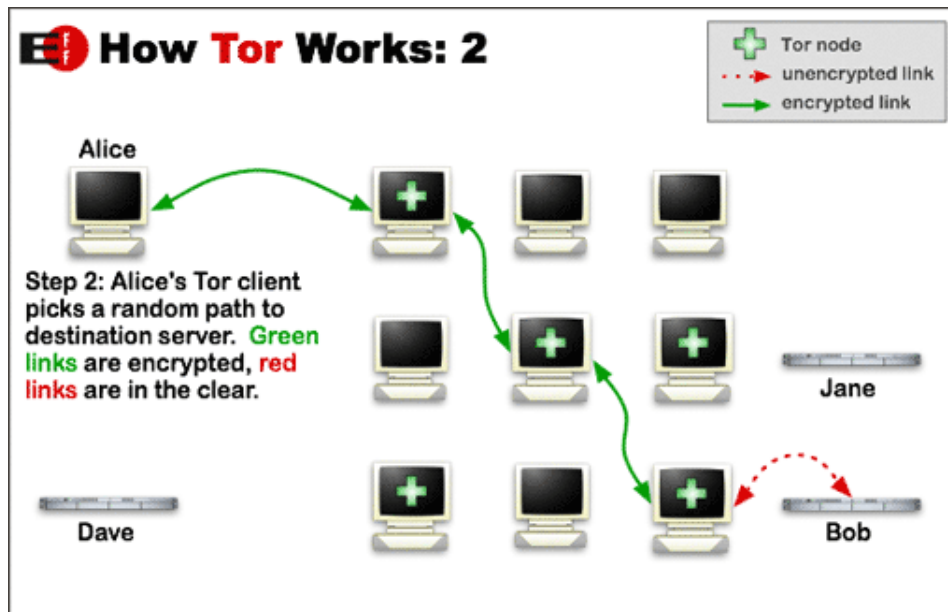 EFF How Tor Works: 2
Tor node
unencrypted link
encrypted link
Alice
Step 2: Alice's Tor client
picks a random path to
destination server. Green
links are encrypted, red
links are in the clear.
Jane
Dave
Bob